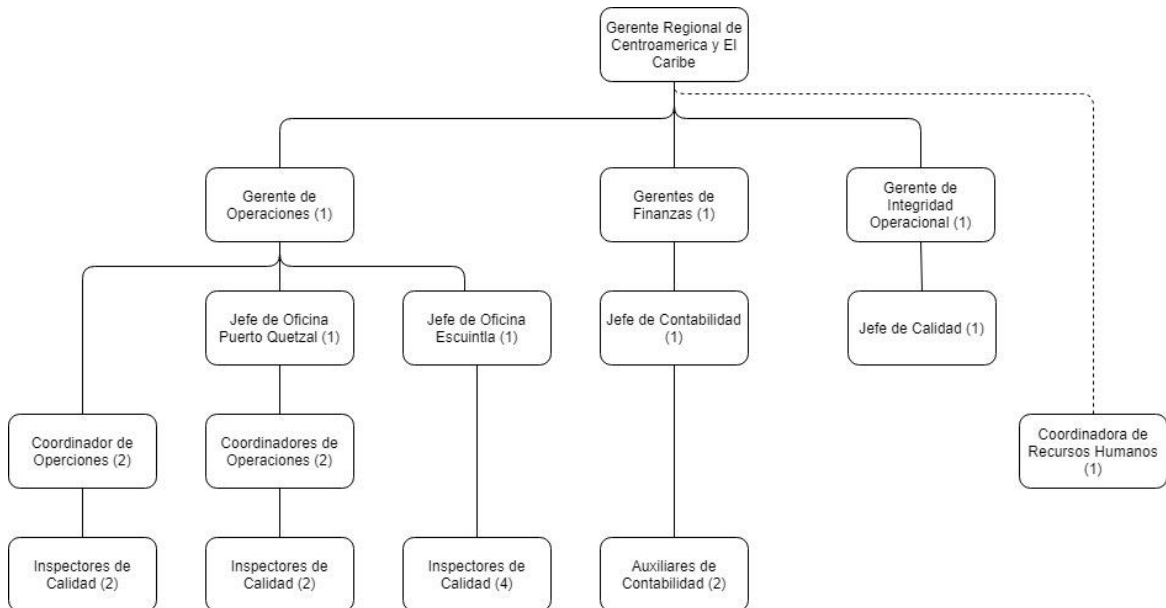 Gerente Regional de
Centroamerica y El
Caribe
Gerente de
Operaciones (1)
Gerentes de
Finanzas (1)
Gerente de
Integridad
Operacional (1)
Jefe de Oficina
Puerto Quetzal (1)
Jefe de Oficina
Escuintla (1)
Jefe de Contabilidad
(1)
Jefe de Calidad (1)
Coordinador de
Operciones (2)
Coordinadores de
Operaciones (2)
Coordinadora de
Recursos Humanos
(1)
Inspectores de
Calidad (2)
Inspectores de
Calidad (2)
Inspectores de
Calidad (4)
Auxiliares de
Contabilidad (2)